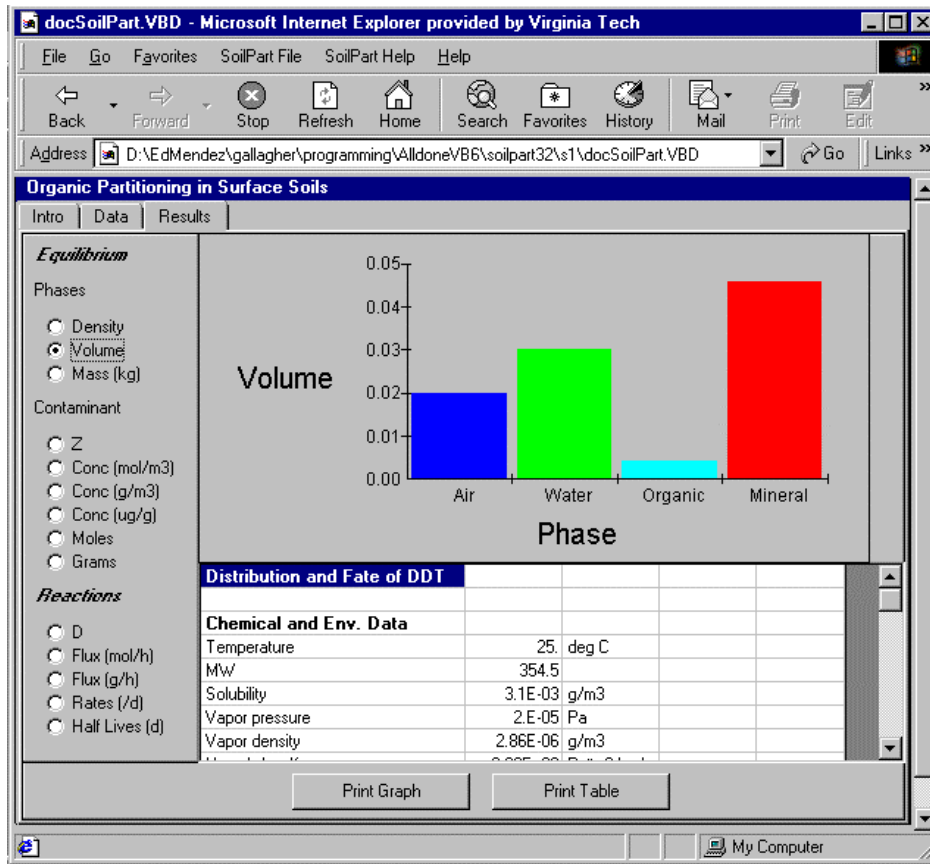 docSoilPart.VBD - Microsoft Internet Explorer provided by Virginia Tech
File Go Favorites SoilPart File SoilPart Help Help
Back Forward Stop Refresh Home Search Favorites History Mail Print Edit »
Address D:\EdMendez\gallagher\programming\AlldoneVB6\soilpart32\s1\docSoilPart.VBD Go Links »
Organic Partitioning in Surface Soils
Intro Data Results
Equilibrium
Phases
Density
Volume
Mass (kg)
Contaminant
Z
Conc (mol/m3)
Conc (g/m3)
Conc (ug/g)
Moles
Grams
Reactions
D
Flux (mol/h)
Flux (g/h)
Rates (/d)
Half Lives (d)
Volume
0.05
0.04
0.03
0.02
0.01
0.00
Air Water Organic Mineral
Phase
Distribution and Fate of DDT
Chemical and Env. Data
Temperature 25. deg C
MW 354.5
Solubility 3.1E-03 g/m3
Vapor pressure 2.E-05 Pa
Vapor density 2.86E-06 g/m3
Print Graph Print Table
My Computer